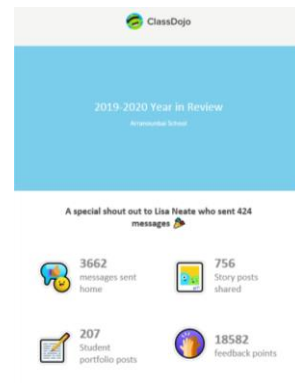 ClassDojo
2019-2020 Year in Review
A special shout out to Lisa Neate who sent 424
messages
3662
messages sent
home
756
Story posts
shared
207
Student
portfolio posts
18582
feedback points